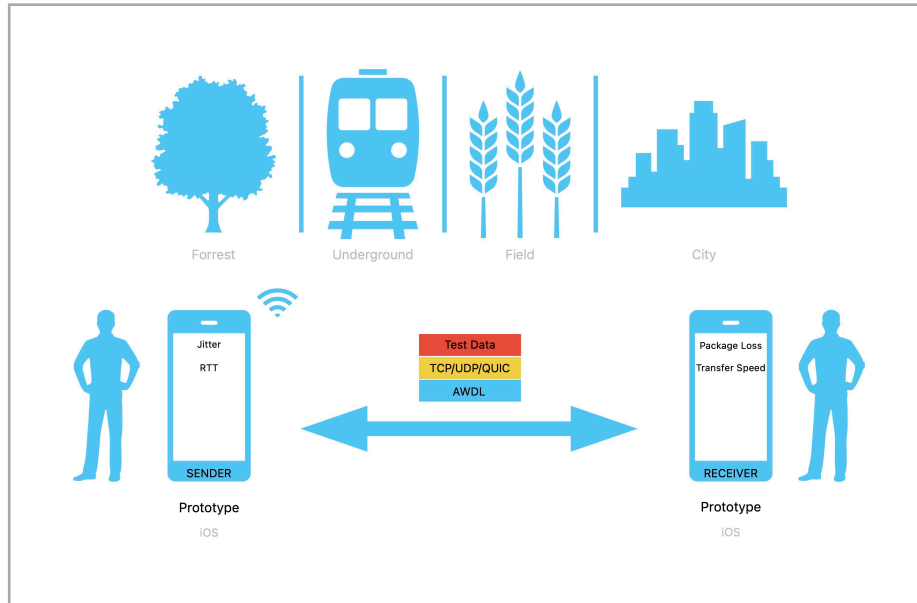 Forrest
Underground
Field
City
Jitter
RTT
SENDER
Prototype
iOS
Test Data
TCP/UDP/QUIC
AWDL
Package Loss
Transfer Speed
RECEIVER
Prototype
iOS